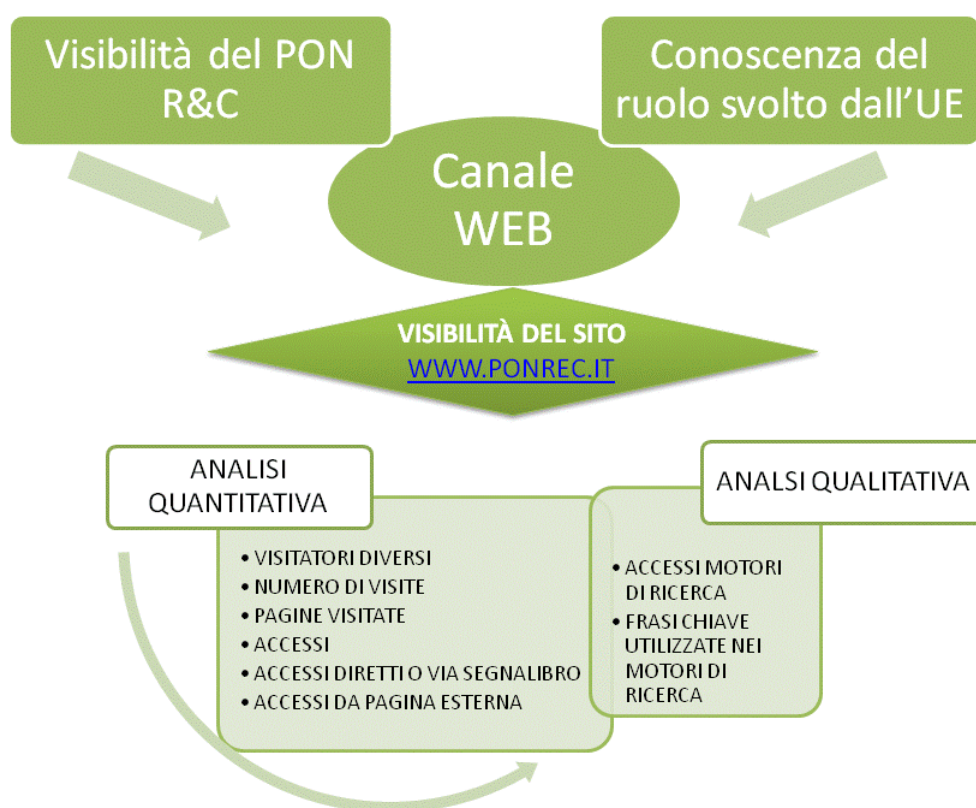 Visibilità del PON
R&C
Conoscenza del
ruolo svolto dall'UE
Canale
WEB
VISIBILITÀ DEL SITO
WWW.PONREC.IT
ANALISI
QUANTITATIVA
• VISITATORI DIVERSI
• NUMERO DI VISITE
• PAGINE VISITATE
• ACCESSI
• ACCESSI DIRETTI O VIA SEGNALIBRO
• ACCESSI DA PAGINA ESTERNA
ANALSI QUALITATIVA
• ACCESSI MOTORI
DI RICERCA
• FRASI CHIAVE
UTILIZZATE NEI
MOTORI DI
RICERCA